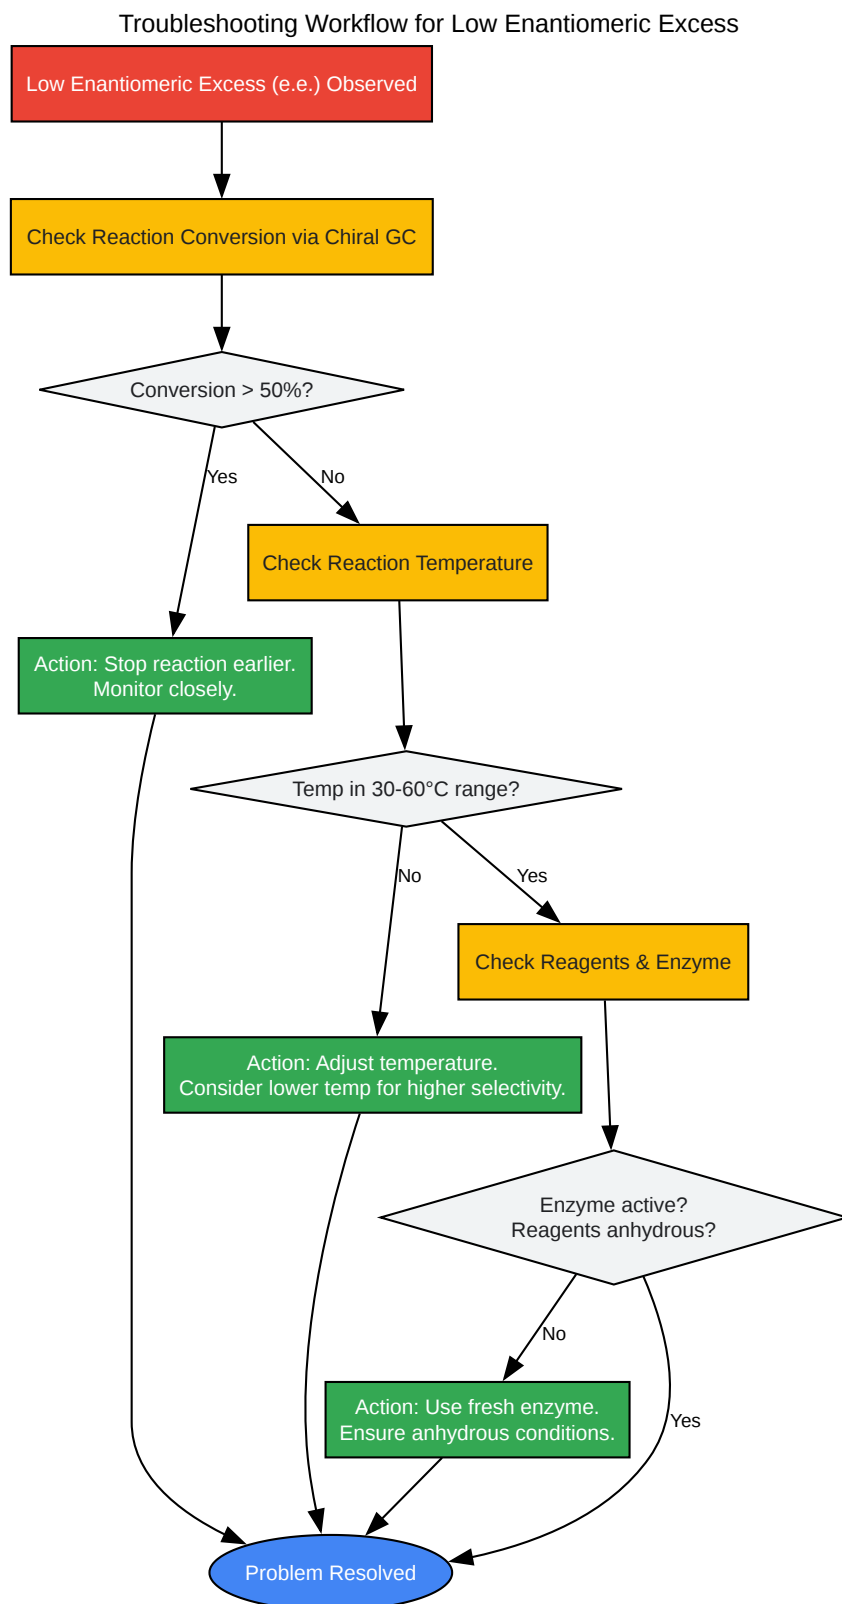 Troubleshooting Workflow for Low Enantiomeric Excess
Low Enantiomeric Excess (e.e.) Observed
Check Reaction Conversion via Chiral GC
Conversion > 50%?
Yes
No
Check Reaction Temperature
Action: Stop reaction earlier.
Monitor closely.
Temp in 30-60°C range?
No
Yes
Check Reagents & Enzyme
Action: Adjust temperature.
Consider lower temp for higher selectivity.
Enzyme active?
Reagents anhydrous?
No
Action: Use fresh enzyme.
Ensure anhydrous conditions.
Yes
Problem Resolved